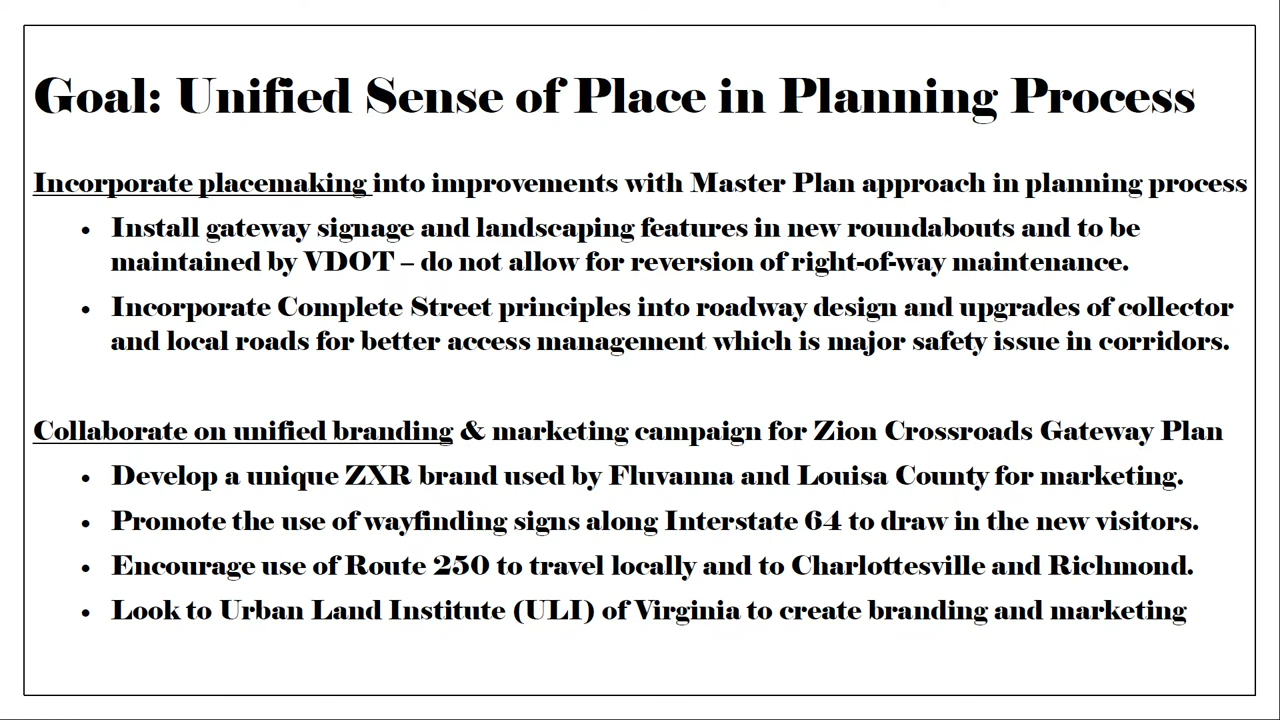 Goal: Unified Sense of Place in Planning Process
Incorporate placemaking into improvements with Master Plan approach in planning process
• Install gateway signage and landscaping features in new roundabouts and to be
maintained by VDOT – do not allow for reversion of right-of-way maintenance.
• Incorporate Complete Street principles into roadway design and upgrades of collector
and local roads for better access management which is major safety issue in corridors.
Collaborate on unified branding & marketing campaign for Zion Crossroads Gateway Plan
• Develop a unique ZXR brand used by Fluvanna and Louisa County for marketing.
• Promote the use of wayfinding signs along Interstate 64 to draw in the new visitors.
• Encourage use of Route 250 to travel locally and to Charlottesville and Richmond.
• Look to Urban Land Institute (ULI) of Virginia to create branding and marketing